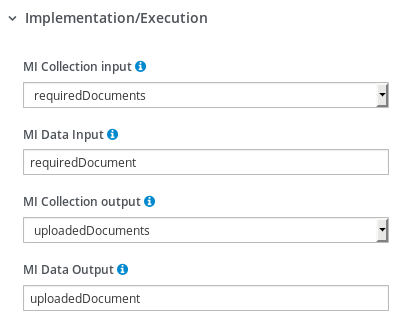 Implementation/Execution
MI Collection input
requiredDocuments
MI Data Input
requiredDocument
MI Collection output
uploadedDocuments
MI Data Output
uploadedDocument